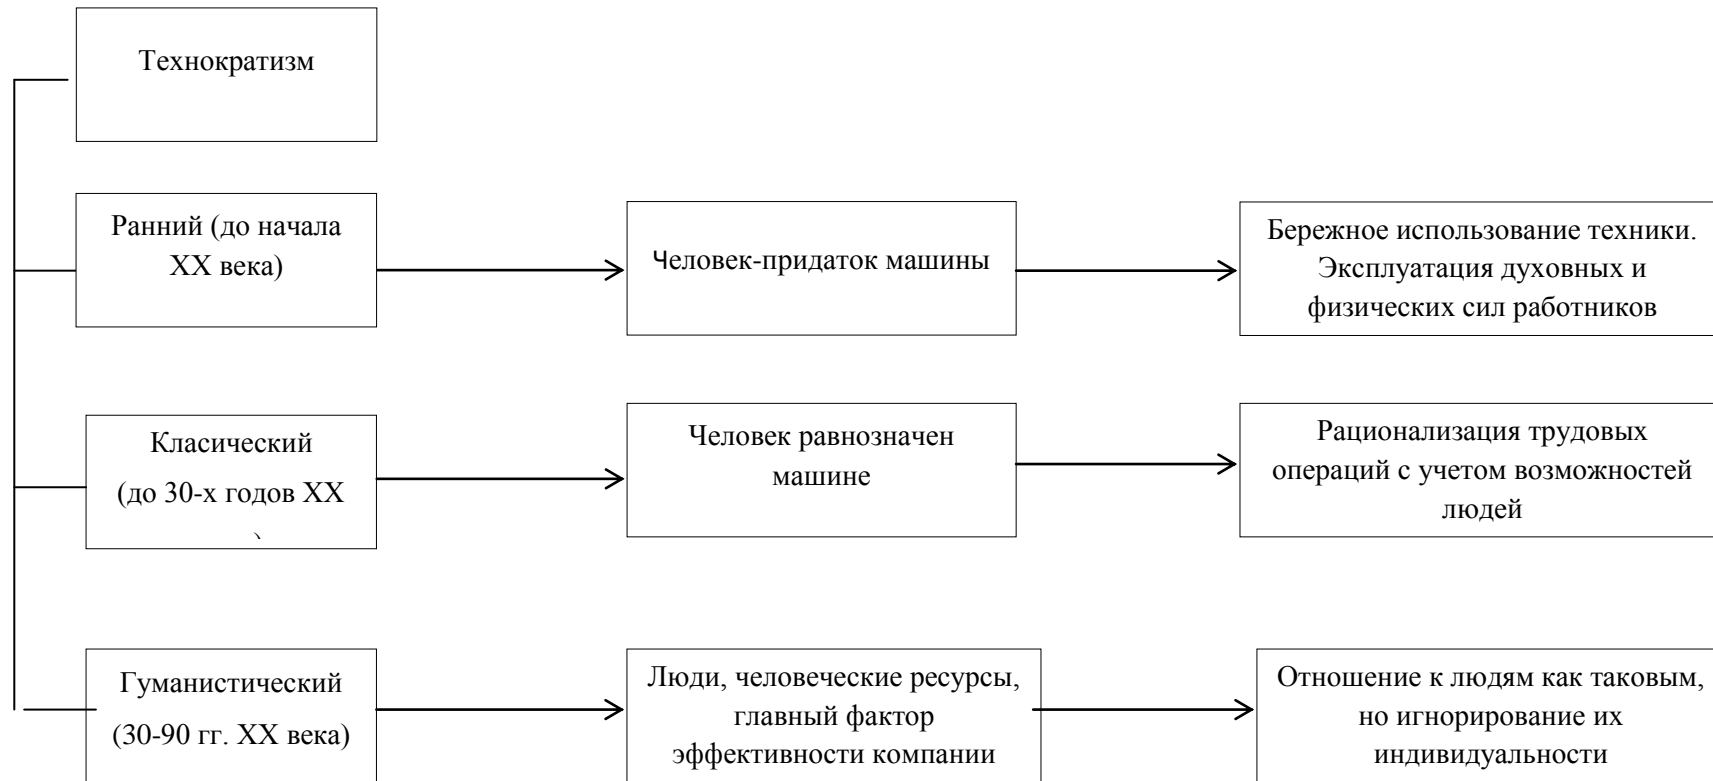 Технократизм
Ранний (до начала
XX века)
Человек-придаток машины
Бережное использование техники.
Эксплуатация духовных и
физических сил работников
Класический
(до 30-х годов XX
Человек равнозначен
машине
Рационализация трудовых
операций с учетом возможностей
людей
Гуманистический
(30-90 гг. XX века)
Люди, человеческие ресурсы,
главный фактор
эффективности компании
Отношение к людям как таковым,
но игнорирование их
индивидуальности